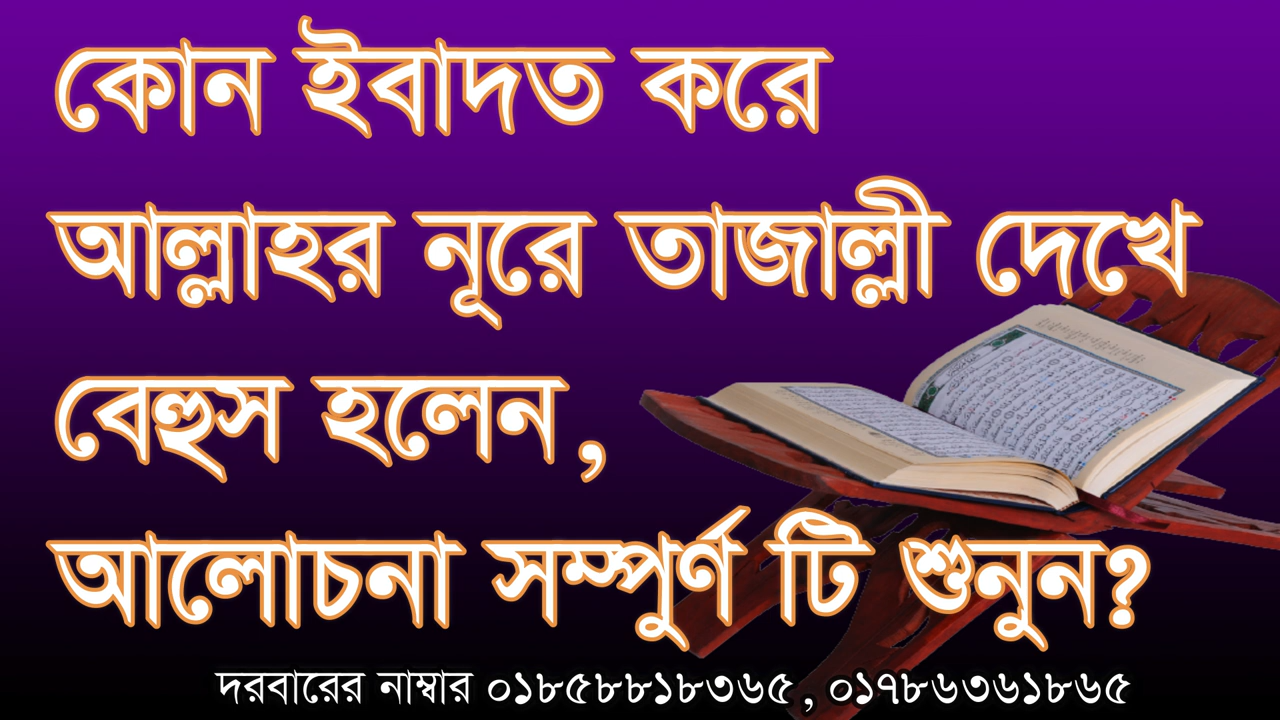 কোন ইবাদত করে
আল্লাহর নূরে তাজাল্লী দেখে
বেহুস হলেন,
আলোচনা সম্পুর্ণ টি শুনুন?
দরবারের নাম্বার ০১৮৫৮৮১৮৩৬৫, ০১৭৮৬৩৬১৮৬৫